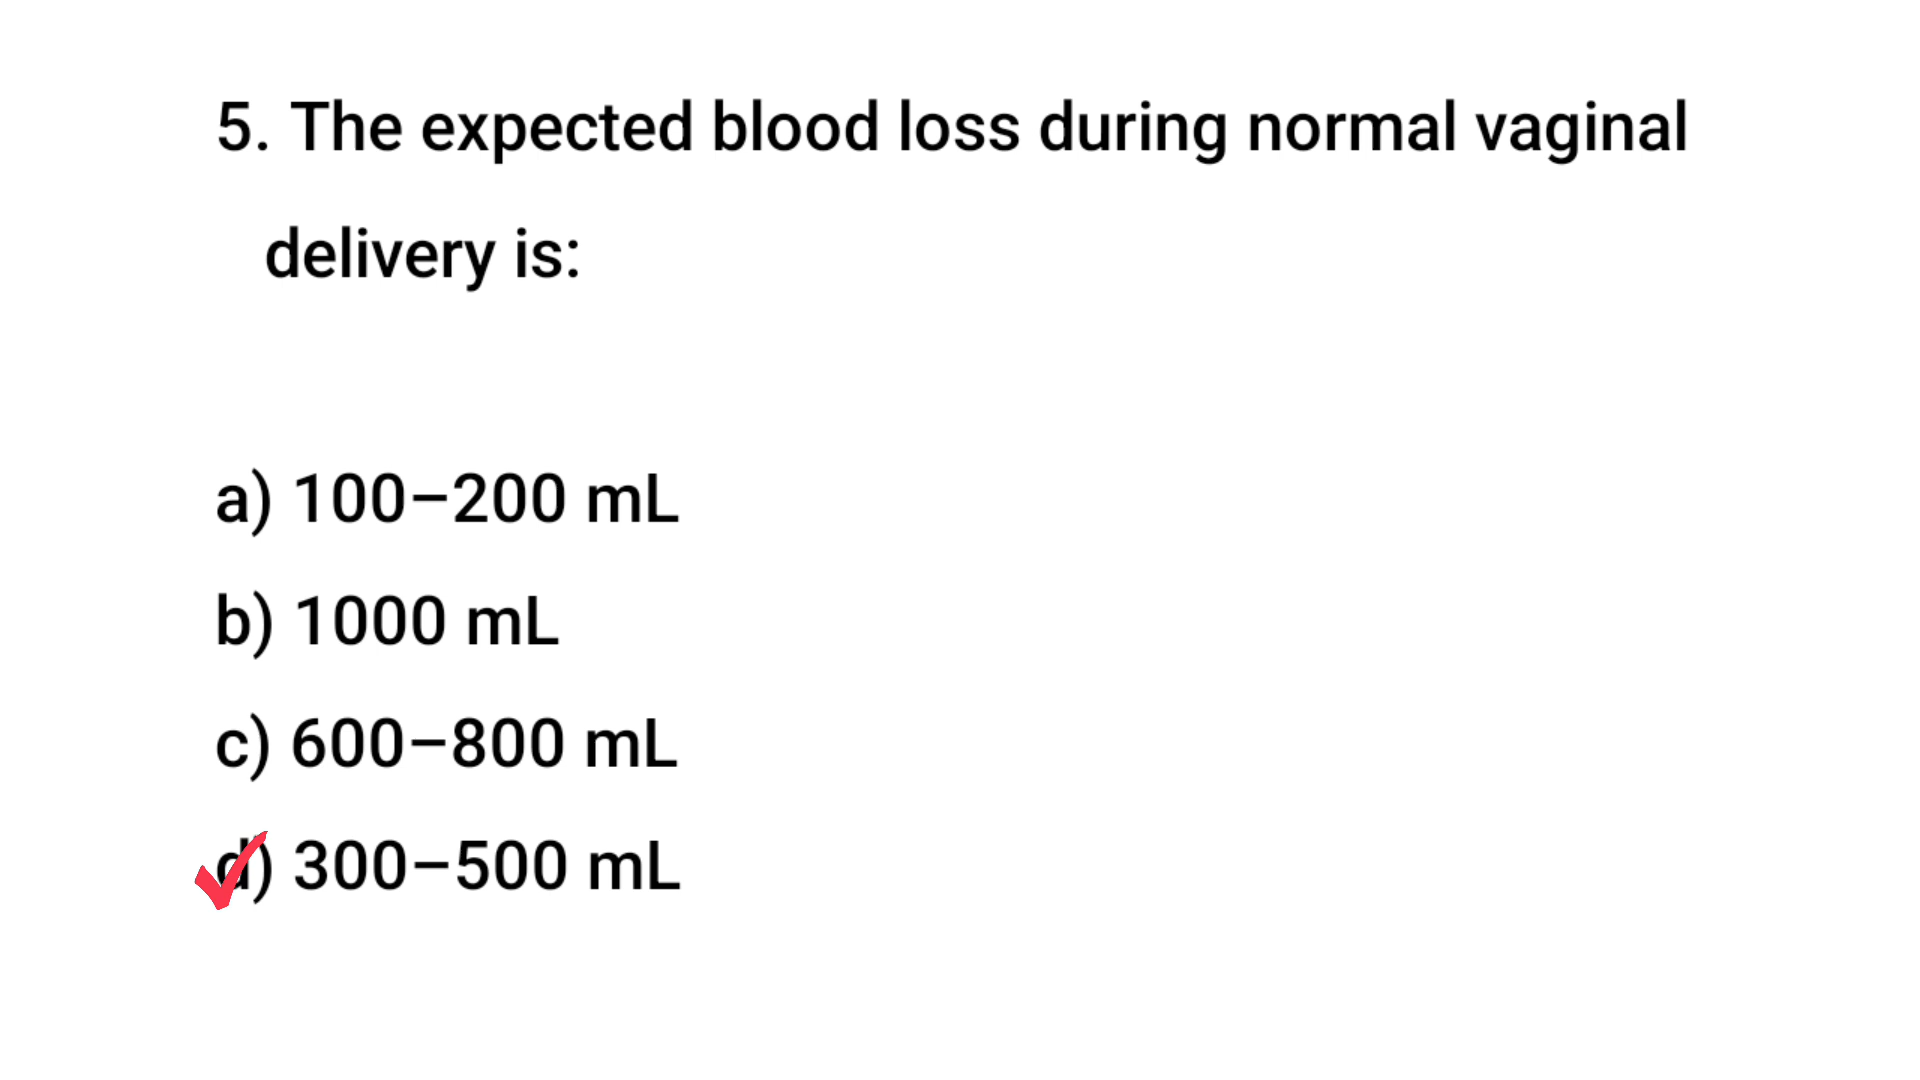 5. The expected blood loss during normal vaginal
delivery is:
a) 100–200 mL
b) 1000 mL
c) 600–800 mL
d) 300–500 mL